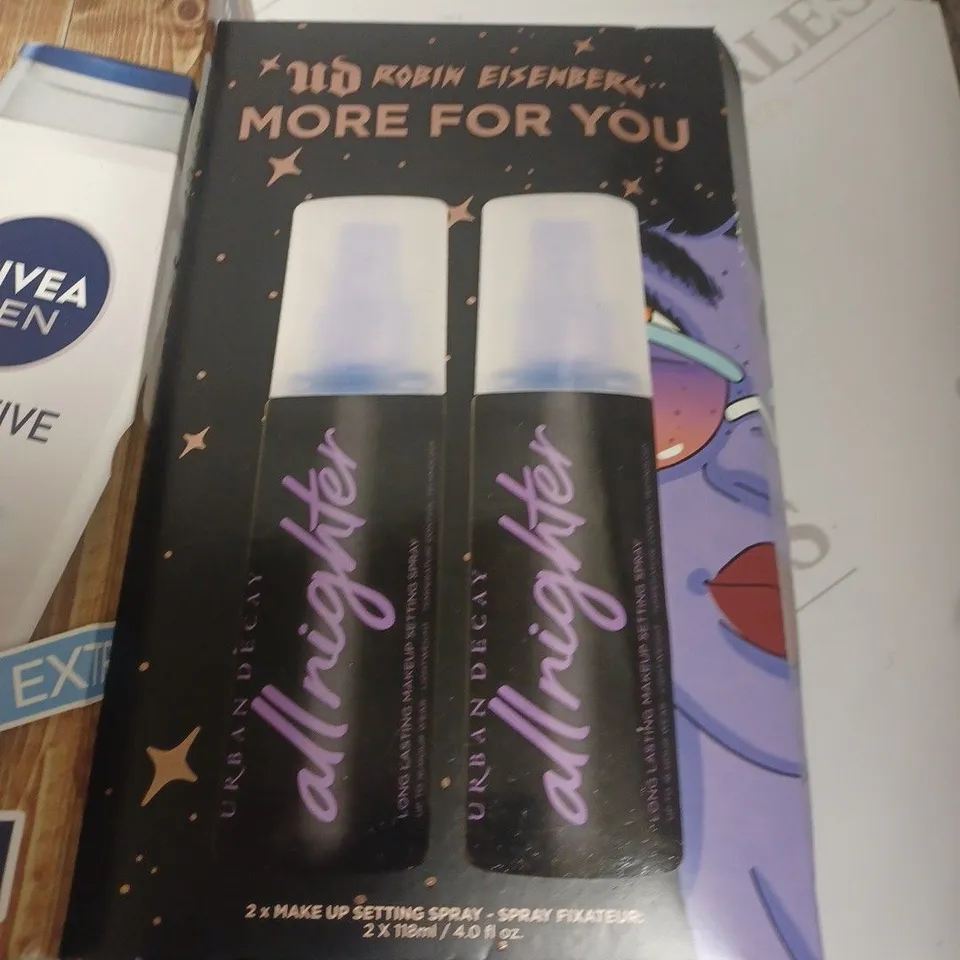 ud ROBIN EISENBERG
MORE FOR YOU
NIVEA
MEN
URBAN DECAY
all nighter
LONG LASTING MAKEUP SETTING SPRAY
URBAN DECAY
all nighter
LONG LASTING MAKEUP SETTING SPRAY
2 x MAKE UP SETTING SPRAY - SPRAY FIXATEUR
2 X 118ml / 4.0 fl oz.
EXT